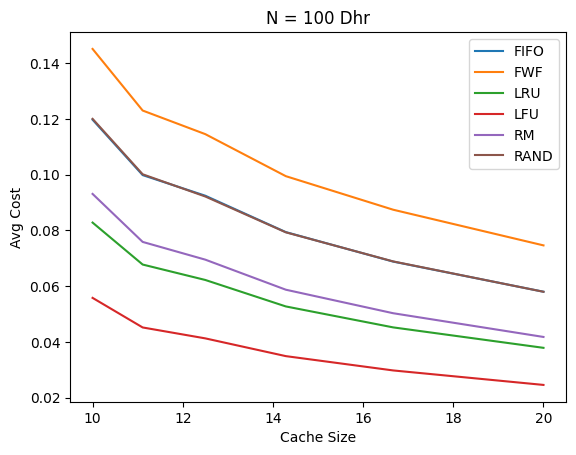 N = 100 Dhr
FIFO
FWF
LRU
LFU
RM
RAND
0.14
0.12
0.10
0.08
0.06
0.04
0.02
Avg Cost
10
12
14
16
18
20
Cache Size